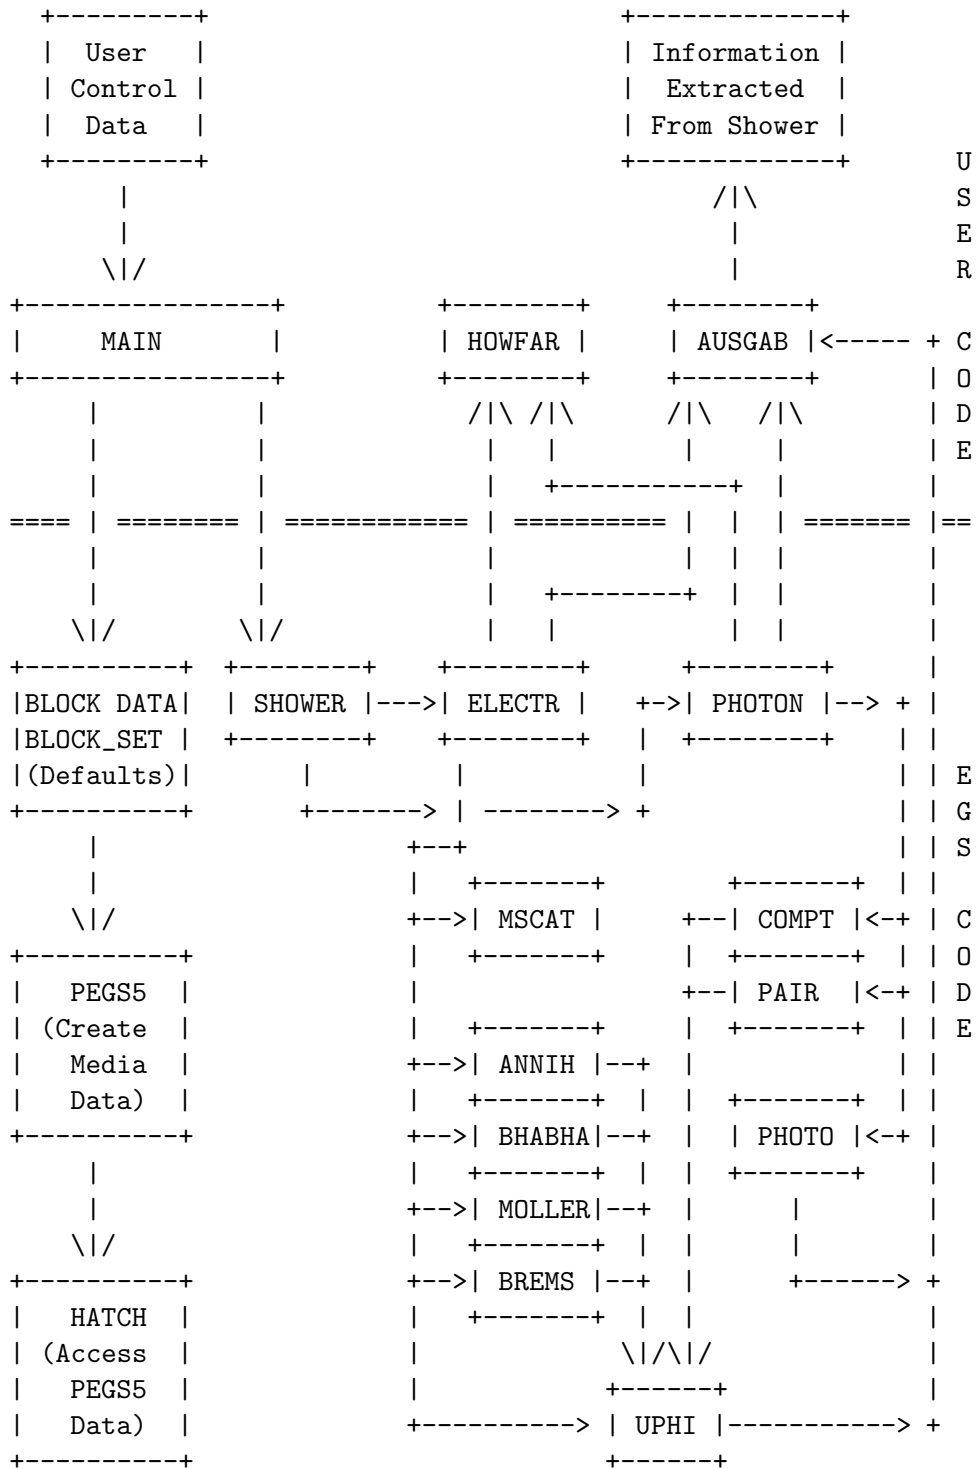 +---------+                            +-------------+
  |  User   |                            | Information |
  | Control |                            |  Extracted  |
  |  Data   |                            | From Shower |
  +---------+                            +-------------+       U
       |                                       /|\             S
       |                                        |              E
      \|/                                       |              R
+----------------+          +--------+     +--------+
|     MAIN       |          | HOWFAR |     | AUSGAB |<----- + C
+----------------+          +--------+     +--------+       | O
     |          |             /|\ /|\      /|\   /|\        | D
     |          |              |   |        |     |         | E
     |          |              |   +-----------+  |         |
==== | ======== | ============ | ========== |  |  | ======= |==
     |          |              |            |  |  |         |
     |          |              |   +--------+  |  |         |
    \|/        \|/             |   |           |  |         |
+----------+  +--------+    +--------+      +--------+      |
|BLOCK DATA|  | SHOWER |--->| ELECTR |   +->| PHOTON |--> + |
|BLOCK_SET |  +--------+    +--------+   |  +--------+    | |
|(Defaults)|       |         |           |                | | E
+----------+       +-------> | --------> +                | | G
     |                    +--+                            | | S
     |                    |   +-------+        +-------+  | |
    \|/                   +-->| MSCAT |     +--| COMPT |<-+ | C
+----------+              |   +-------+     |  +-------+  | | O
|   PEGS5  |              |                 +--| PAIR  |<-+ | D
| (Create  |              |   +-------+     |  +-------+  | | E
|   Media  |              +-->| ANNIH |--+  |             | |
|   Data)  |              |   +-------+  |  |  +-------+  | |
+----------+              +-->| BHABHA|--+  |  | PHOTO |<-+ |
     |                    |   +-------+  |  |  +-------+    |
     |                    +-->| MOLLER|--+  |      |        |
    \|/                   |   +-------+  |  |      |        |
+----------+              +-->| BREMS |--+  |      +------> +
|   HATCH  |              |   +-------+  |  |               |
| (Access  |              |             \|/\|/              |
|   PEGS5  |              |            +------+             |
|   Data)  |              +----------> | UPHI |-----------> +
+----------+                           +------+